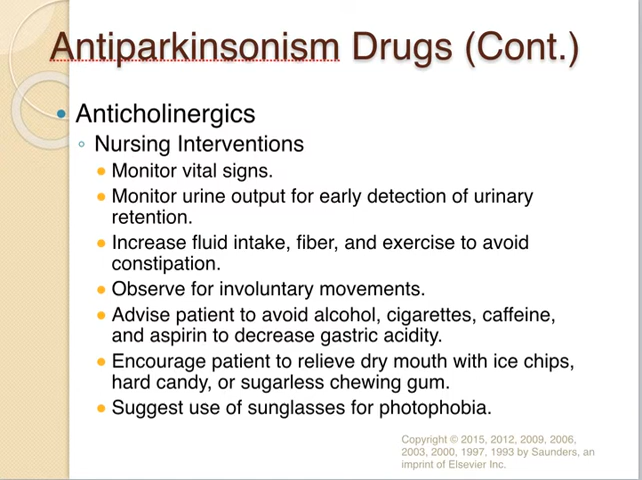 Antiparkinsonism Drugs (Cont.)
Anticholinergics
Nursing Interventions
Monitor vital signs.
Monitor urine output for early detection of urinary
retention.
Increase fluid intake, fiber, and exercise to avoid
constipation.
Observe for involuntary movements.
Advise patient to avoid alcohol, cigarettes, caffeine,
and aspirin to decrease gastric acidity.
Encourage patient to relieve dry mouth with ice chips,
hard candy, or sugarless chewing gum.
Suggest use of sunglasses for photophobia.
Copyright © 2015, 2012, 2009, 2006,
2003, 2000, 1997, 1993 by Saunders, an
imprint of Elsevier Inc.